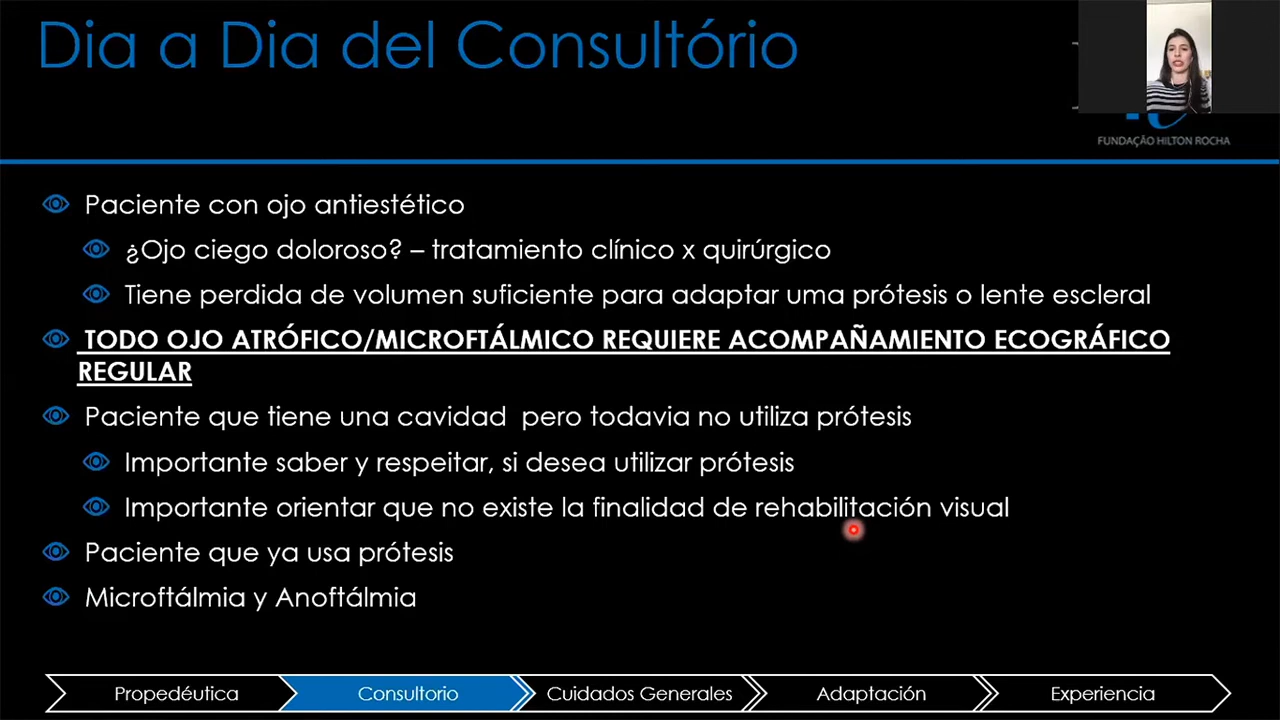 Dia a Dia del Consultório
FUNDAÇÃO HILTON ROCHA
Paciente con ojo antiestético
¿Ojo ciego doloroso? – tratamiento clínico x quirúrgico
Tiene perdida de volumen suficiente para adaptar uma prótesis o lente escleral
TODO OJO ATRÓFICO/MICROFTÁLMICO REQUIERE ACOMPAÑAMIENTO ECOGRÁFICO
REGULAR
Paciente que tiene una cavidad pero todavia no utiliza prótesis
Importante saber y respeitar, si desea utilizar prótesis
Importante orientar que no existe la finalidad de rehabilitación visual
Paciente que ya usa prótesis
Microftálmia y Anoftálmia
Propedéutica
Consultorio
Cuidados Generales
Adaptación
Experiencia